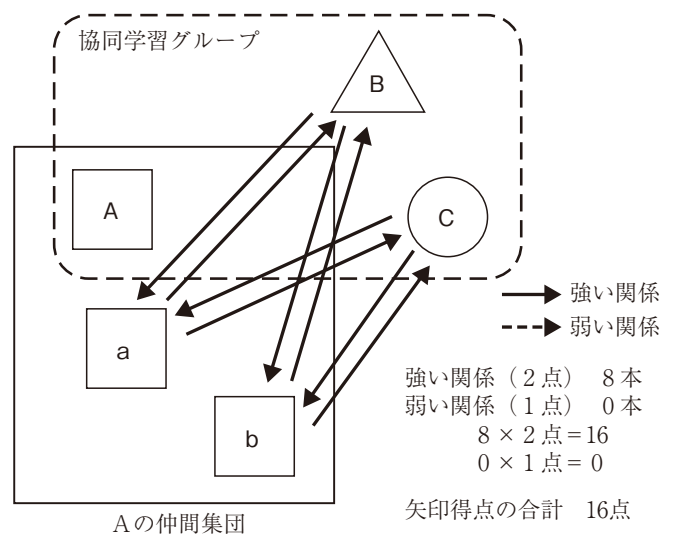 協同学習グループ
B
A
C
a
b
Aの仲間集団
強い関係
弱い関係
強い関係(2点) 8本
弱い関係(1点) 0本
8×2点=16
0×1点=0
矢印得点の合計 16点